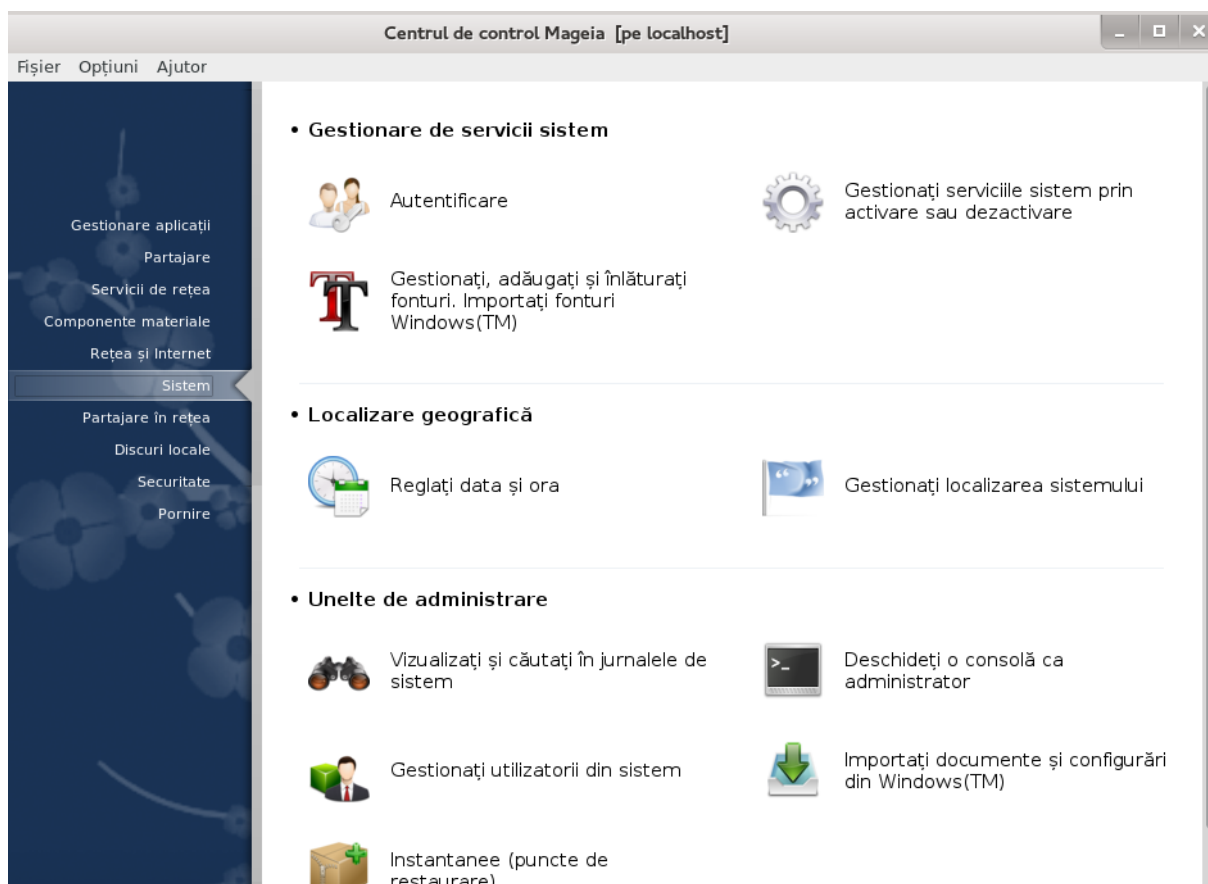 Centrul de control Mageia [pe localhost]
Fișier Opțiuni Ajutor
Gestionare aplicații
Partajare
Servicii de rețea
Componente materiale
Rețea și Internet
Sistem
Partajare în rețea
Discuri locale
Securitate
Pornire
• Gestionare de servicii sistem
Autentificare
Gestionați serviciile sistem prin
activare sau dezactivare
Gestionați, adăugați și înlăturați
fonturi. Importați fonturi
Windows(TM)
• Localizare geografică
Reglați data și ora
Gestionați localizarea sistemului
• Unelte de administrare
Vizualizați și căutați în jurnalele de
sistem
Deschideți o consolă ca
administrator
Gestionați utilizatorii din sistem
Importați documente și configurări
din Windows(TM)
Instantanee (puncte de
restaurare)